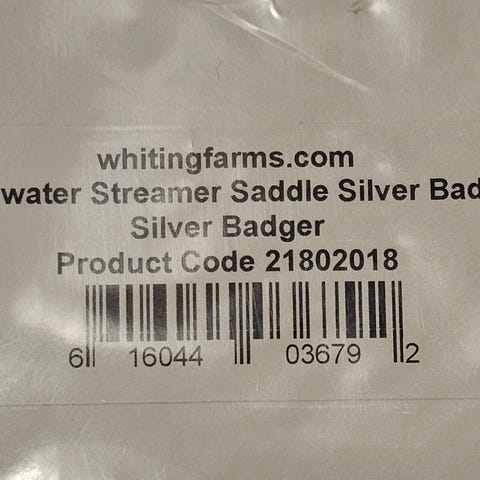 whitingfarms.com
water Streamer Saddle Silver Bad
Silver Badger
Product Code 21802018
6 16044 03679 2